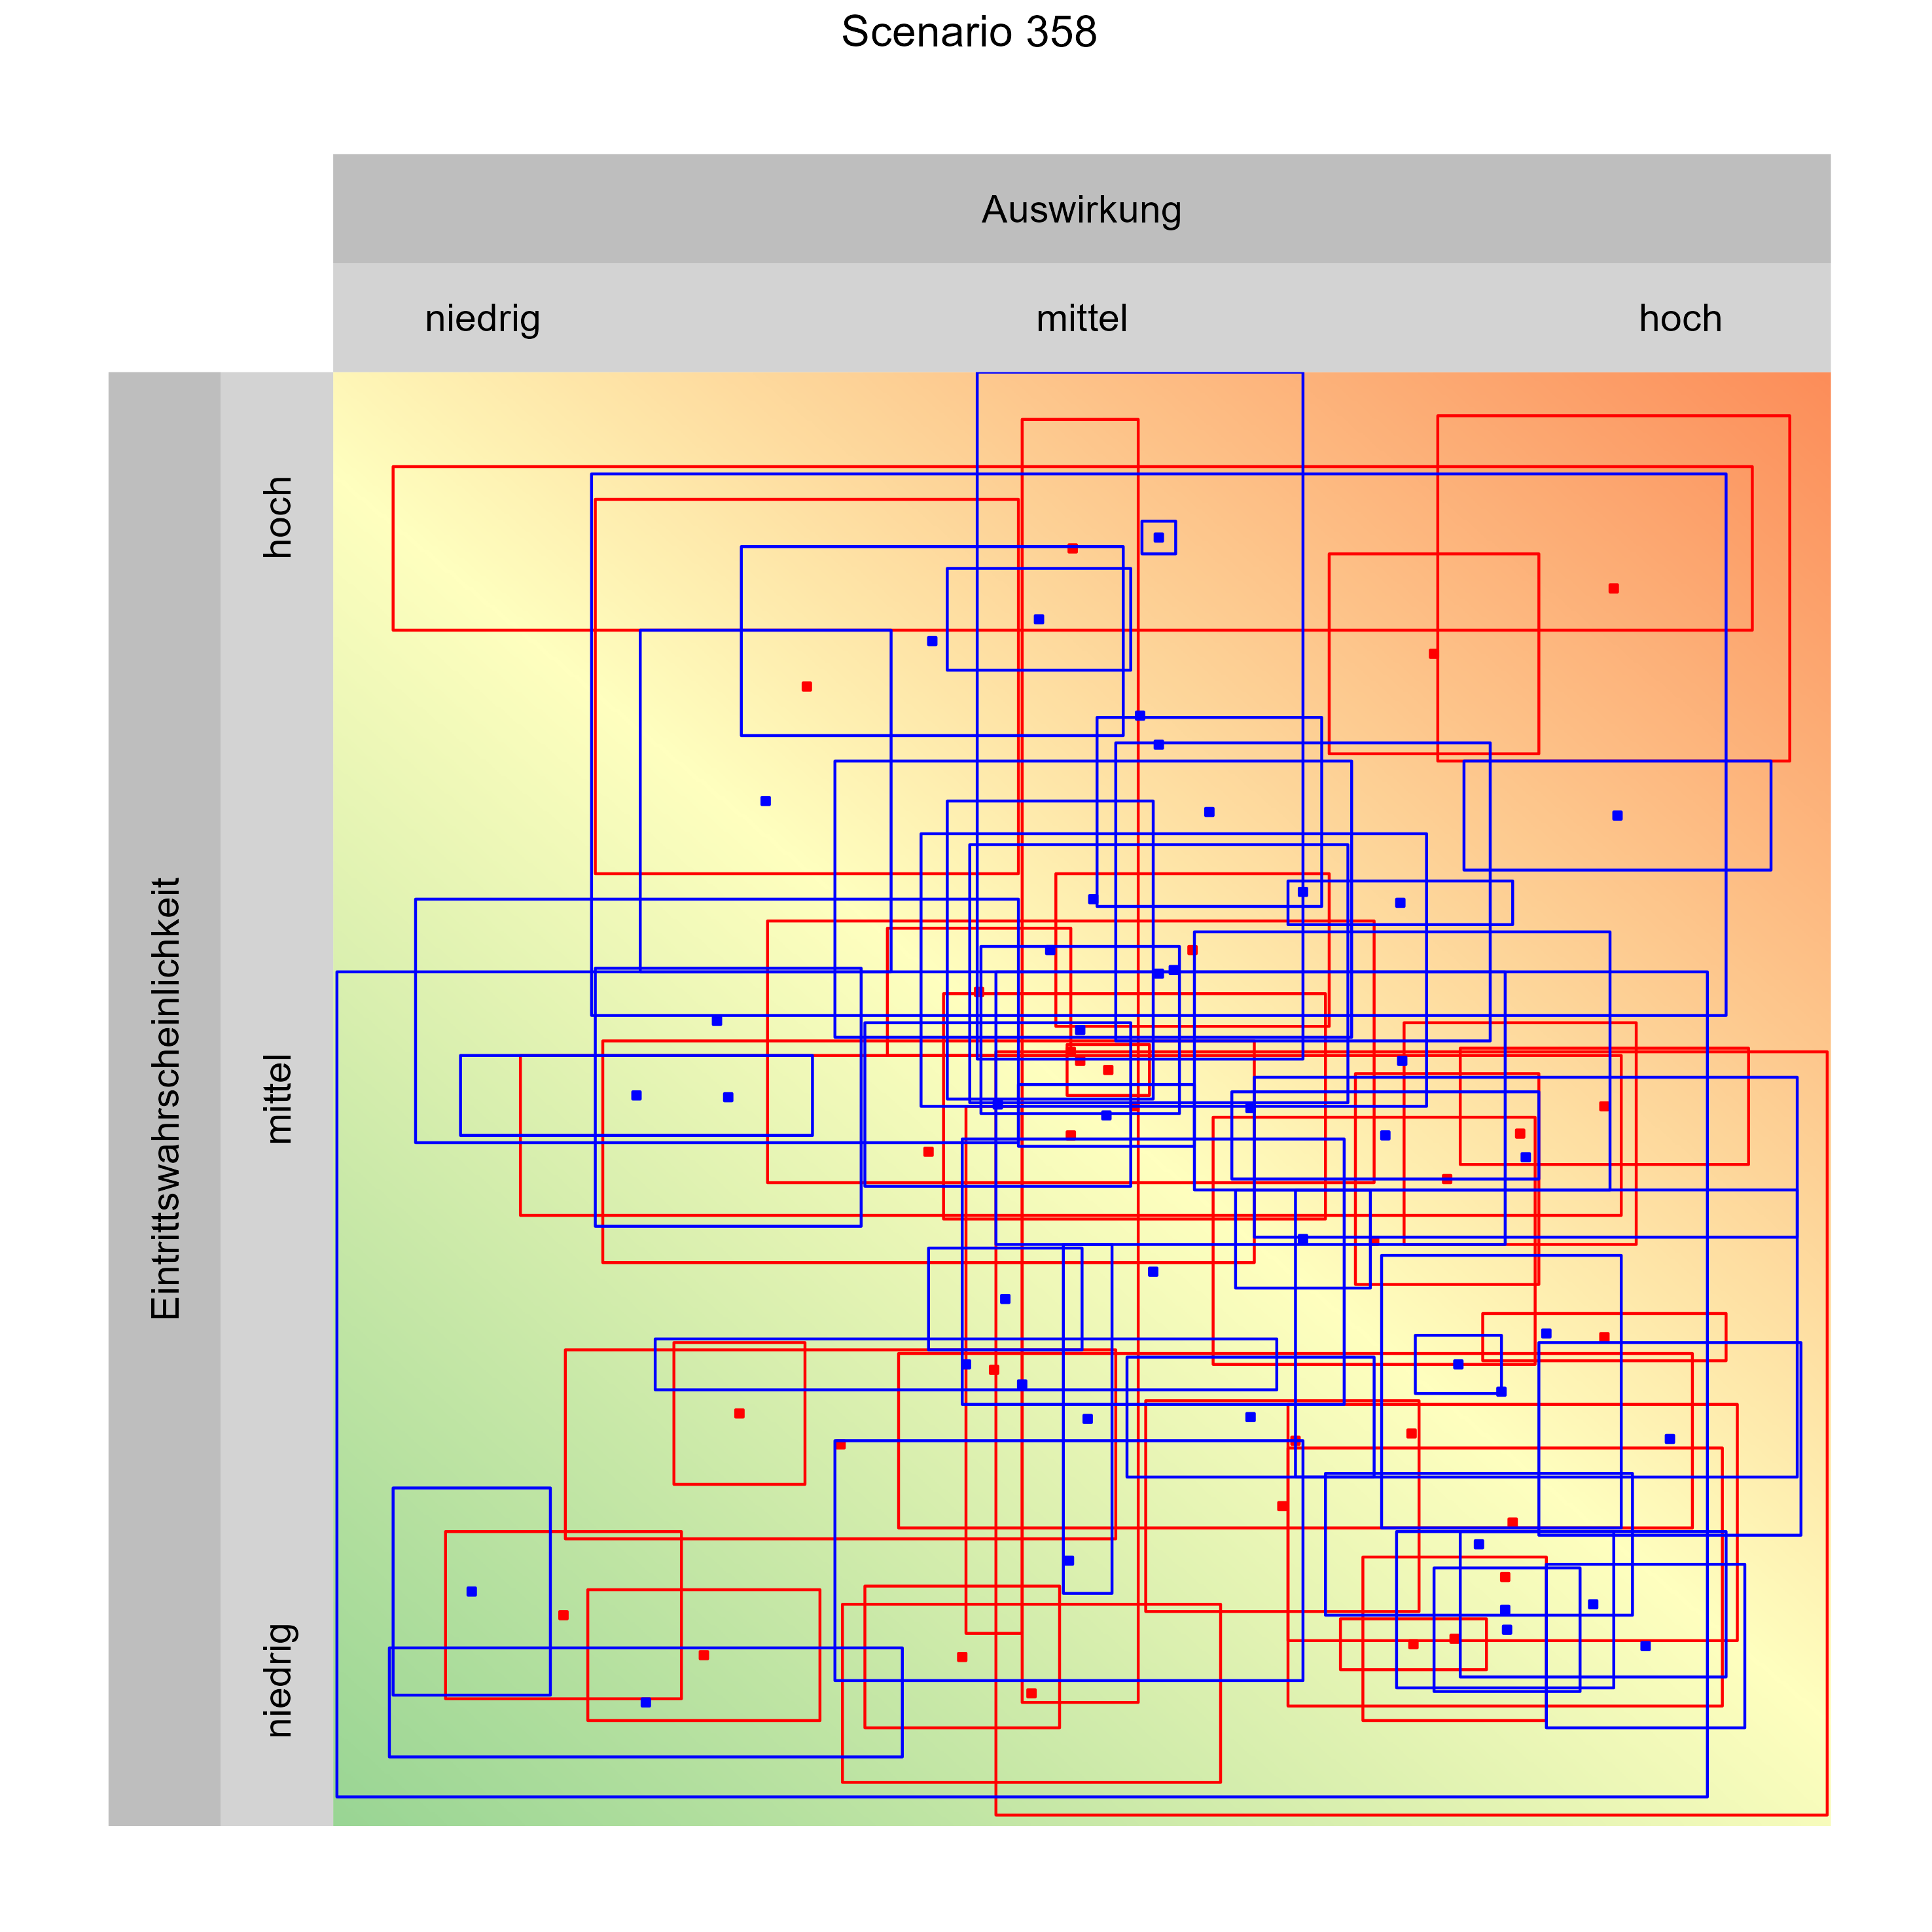 Scenario 358
Auswirkung
niedrig
mittel
hoch
Eintrittswahrscheinlichkeit
hoch
mittel
niedrig